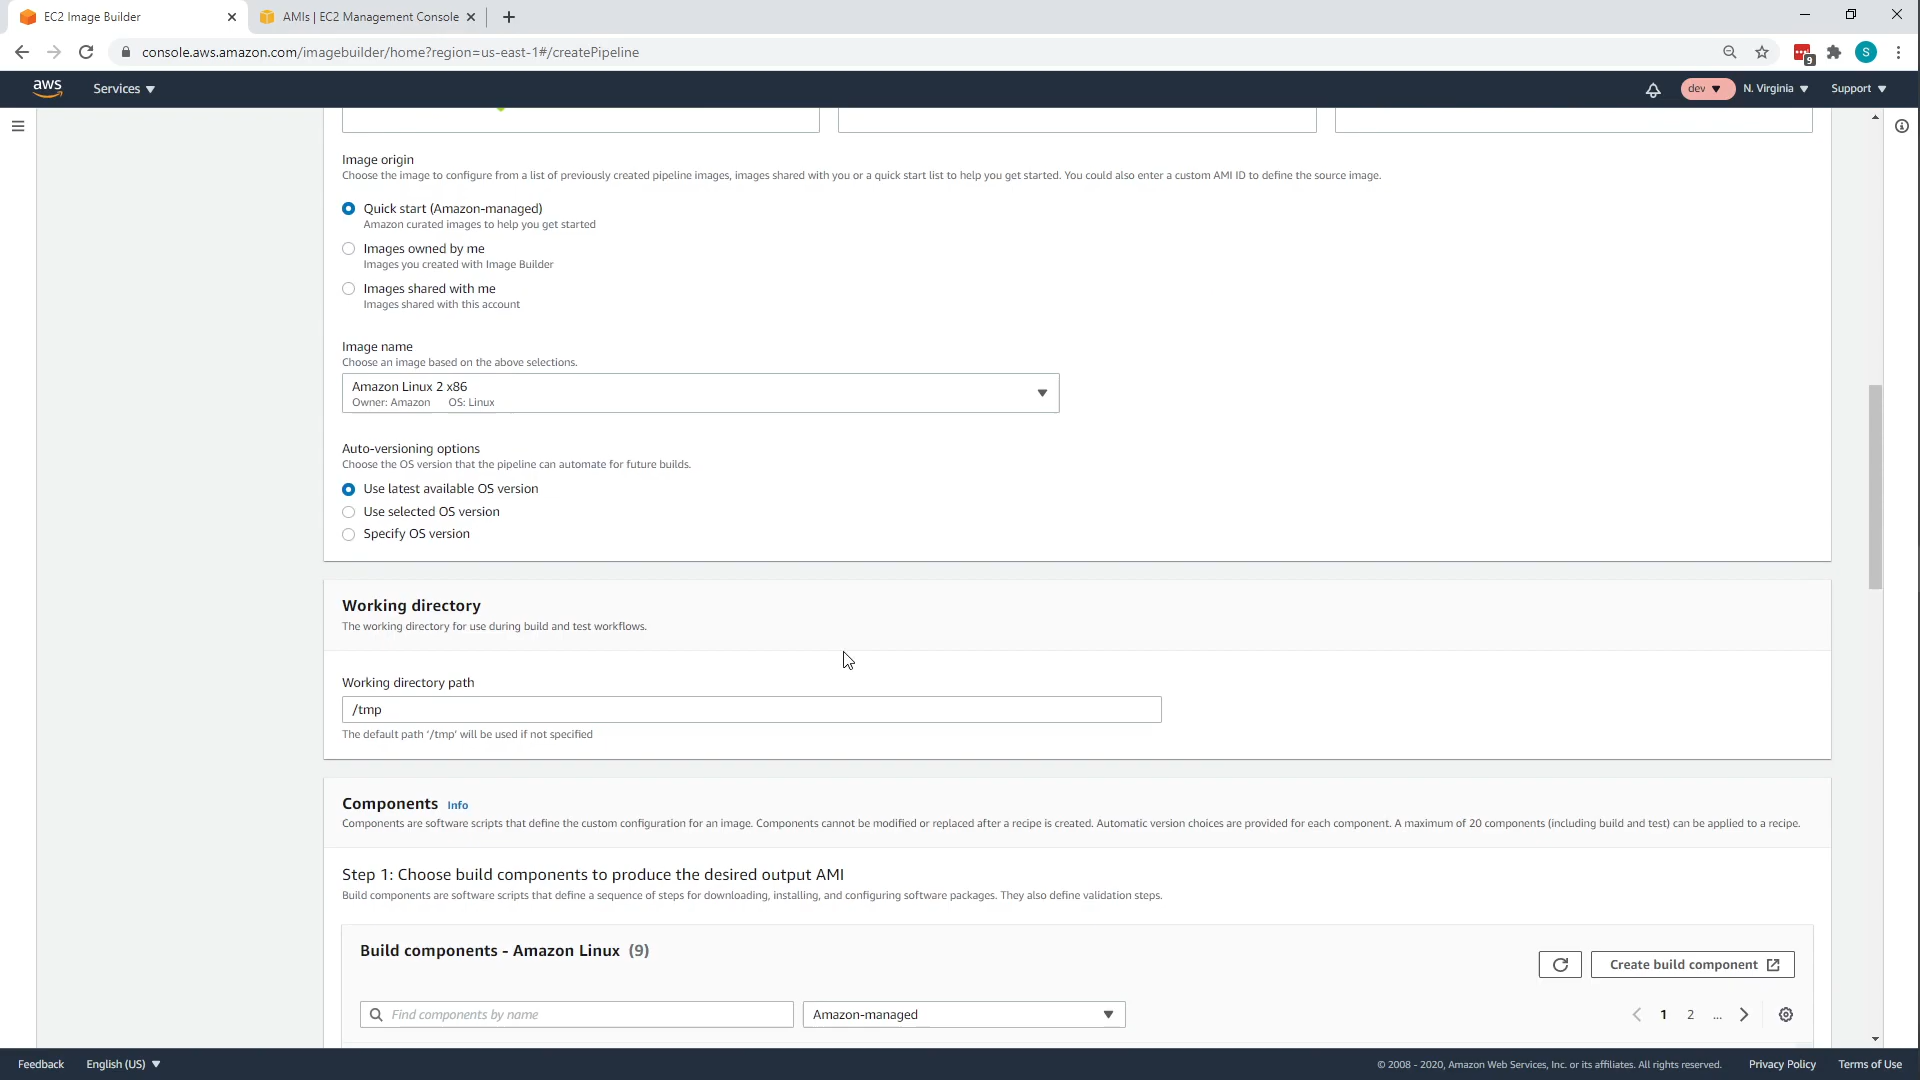 EC2 Image Builder
AMIs | EC2 Management Console
console.aws.amazon.com/imagebuilder/home?region=us-east-1#/createPipeline
9
S
aws
Services
dev
N. Virginia
Support
Image origin
Choose the image to configure from a list of previously created pipeline images, images shared with you or a quick start list to help you get started. You could also enter a custom AMI ID to define the source image.
Quick start (Amazon-managed)
Amazon curated images to help you get started
Images owned by me
Images you created with Image Builder
Images shared with me
Images shared with this account
Image name
Choose an image based on the above selections.
Amazon Linux 2 x86
Owner: Amazon OS: Linux
Auto-versioning options
Choose the OS version that the pipeline can automate for future builds.
Use latest available OS version
Use selected OS version
Specify OS version
Working directory
The working directory for use during build and test workflows.
Working directory path
/tmp
The default path '/tmp' will be used if not specified
Components Info
Components are software scripts that define the custom configuration for an image. Components cannot be modified or replaced after a recipe is created. Automatic version choices are provided for each component. A maximum of 20 components (including build and test) can be applied to a recipe.
Step 1: Choose build components to produce the desired output AMI
Build components are software scripts that define a sequence of steps for downloading, installing, and configuring software packages. They also define validation steps.
Build components - Amazon Linux (9)
Create build component
Find components by name
Amazon-managed
1 2 ...
Feedback
English (US)
© 2008 - 2020, Amazon Web Services, Inc. or its affiliates. All rights reserved.
Privacy Policy
Terms of Use